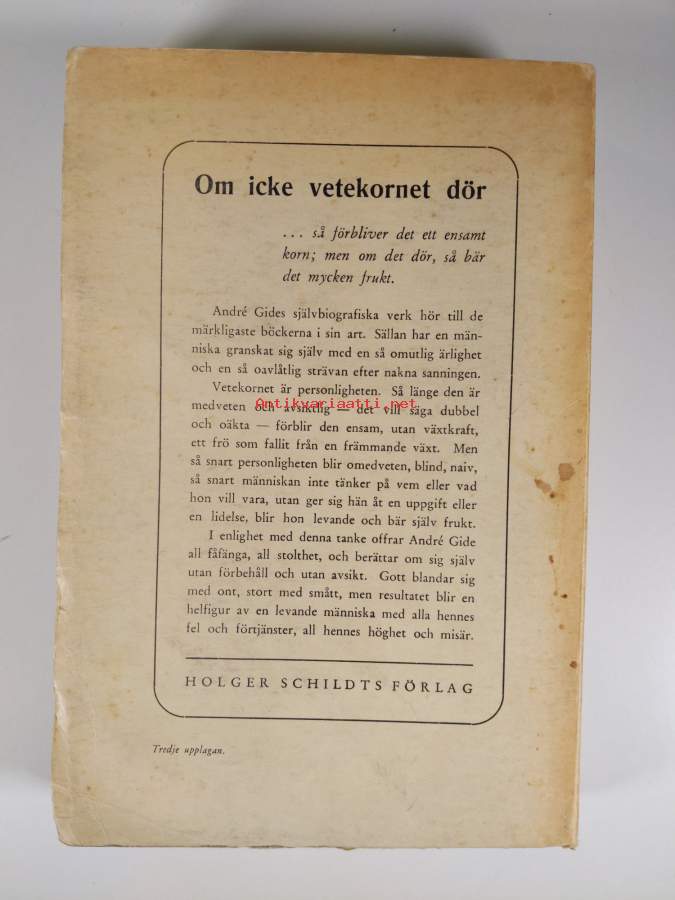 Om icke vetekornet dör
... så förbliver det ett ensamt
korn; men om det dör, så bär
det mycken frukt.
André Gides självbiografiska verk hör till de
märkligaste böckerna i sin art. Sällan har en män-
niska granskat sig själv med en så omutlig ärlighet
och en så oavlåtlig strävan efter nakna sanningen.
Vetekornet är personligheten. Så länge den är
medveten och avsiktlig — det vill säga dubbel
Antikvariaatti.net
och oäkta — förblir den ensam, utan växtkraft,
ett frö som fallit från en främmande växt. Men
så snart personligheten blir omedveten, blind, naiv,
så snart människan inte tänker på vem eller vad
hon vill vara, utan ger sig hän åt en uppgift eller
en lidelse, blir hon levande och bär själv frukt.
I enlighet med denna tanke offrar André Gide
all fåfänga, all stolthet, och berättar om sig själv
utan förbehåll och utan avsikt. Gott blandar sig
med ont, stort med smått, men resultatet blir en
helfigur av en levande människa med alla hennes
fel och förtjänster, all hennes höghet och misär.
HOLGER SCHILDTS FÖRLAG
Tredje upplagan.